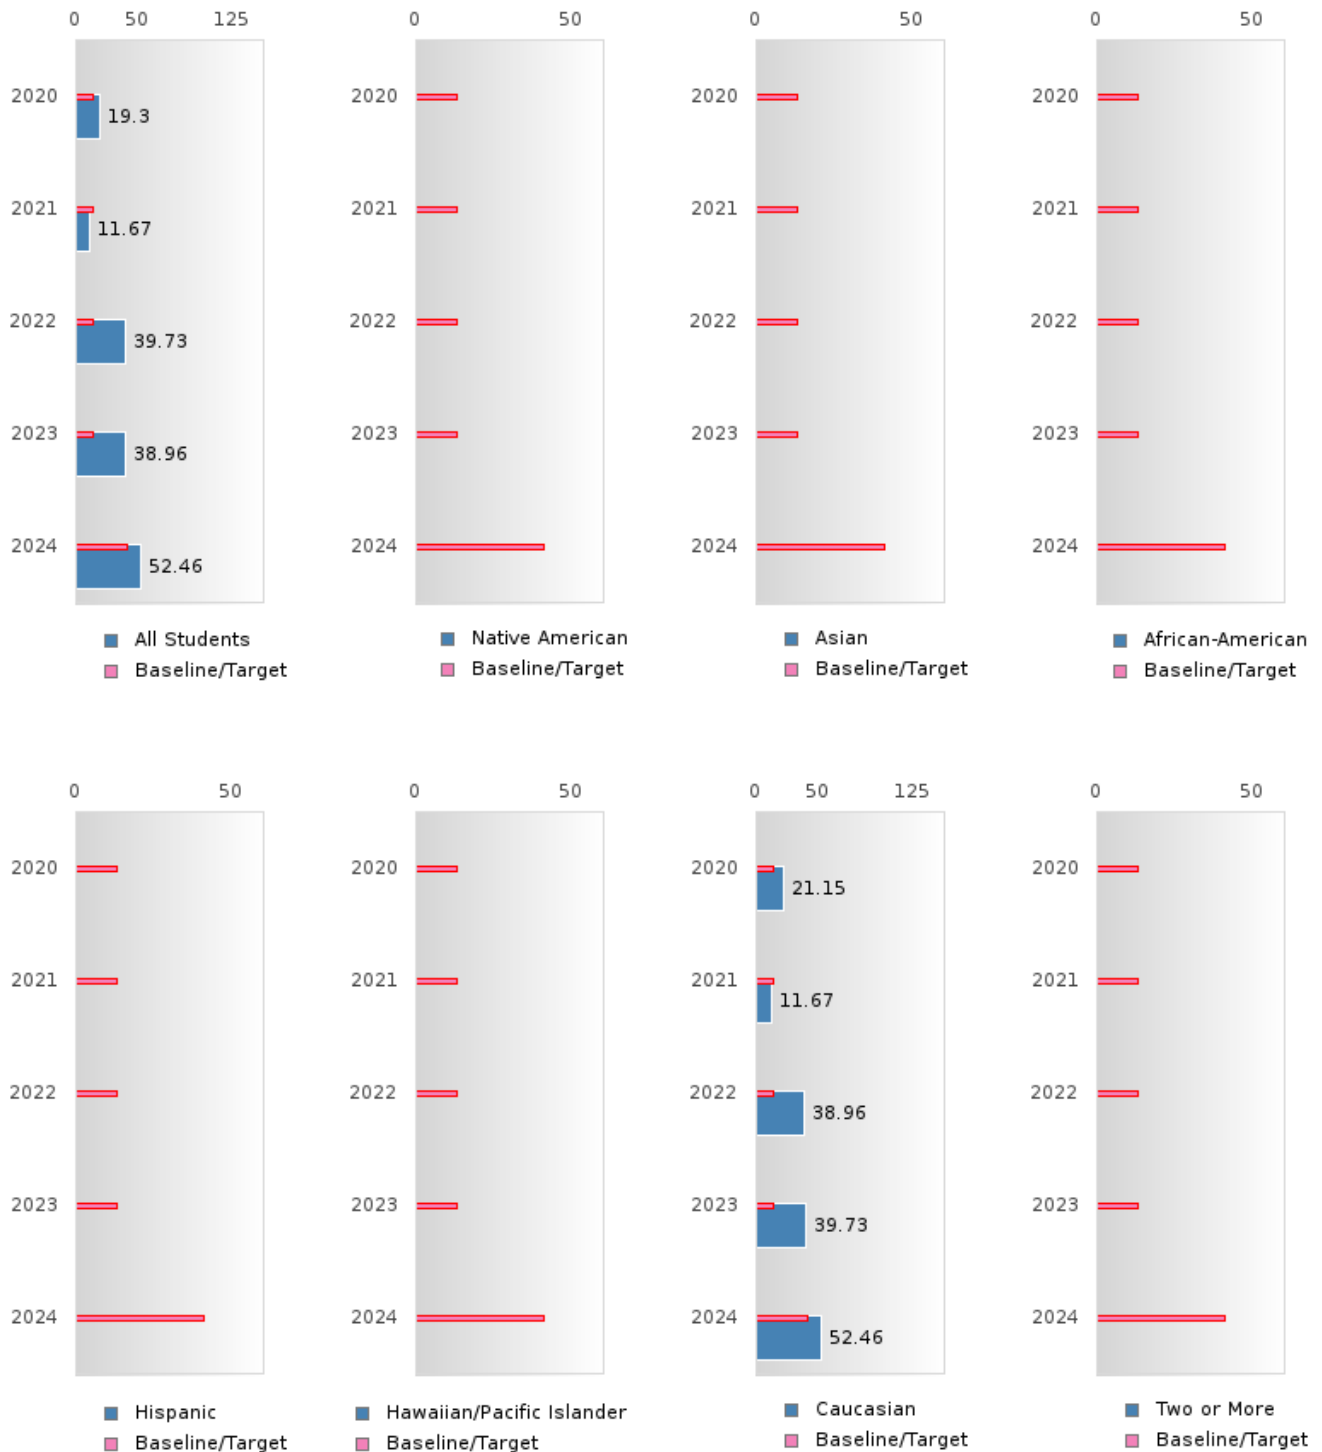 0 50 125 0 50 0 50 0 50
2020 19.3 2020 2020 2020
2021 11.67 2021 2021 2021
2022 39.73 2022 2022 2022
2023 38.96 2023 2023 2023
2024 52.46 2024 2024 2024
All Students Native American Asian African-American
Baseline/Target Baseline/Target Baseline/Target Baseline/Target
0 50 0 50 0 50 125 0 50
2020 2020 2020 21.15 2020
2021 2021 2021 11.67 2021
2022 2022 2022 38.96 2022
2023 2023 2023 39.73 2023
2024 2024 2024 52.46 2024
Hispanic Hawaiian/Pacific Islander Caucasian Two or More
Baseline/Target Baseline/Target Baseline/Target Baseline/Target